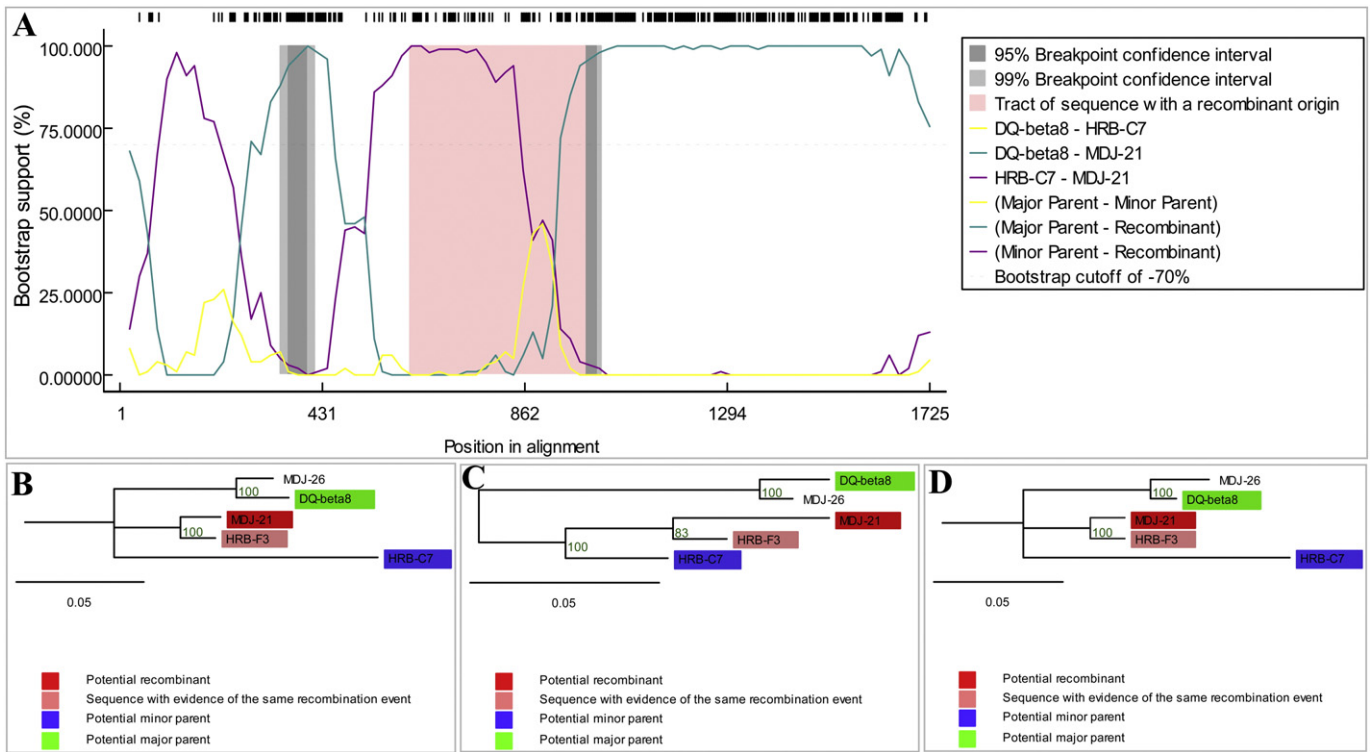 A
100.000
75.0000
50.0000
25.0000
0.00000
Bootstrap support (%)
1
431
862
1294
1725
Position in alignment
95% Breakpoint confidence interval
99% Breakpoint confidence interval
Tract of sequence with a recombinant origin
DQ-beta8 - HRB-C7
DQ-beta8 - MDJ-21
HRB-C7 - MDJ-21
(Major Parent - Minor Parent)
(Major Parent - Recombinant)
(Minor Parent - Recombinant)
Bootstrap cutoff of -70%
B
MDJ-26
100
DQ-beta8
MDJ-21
100
HRB-F3
HRB-C7
0.05
Potential recombinant
Sequence with evidence of the same recombination event
Potential minor parent
Potential major parent
C
DQ-beta8
100
MDJ-26
MDJ-21
83
HRB-F3
100
HRB-C7
0.05
Potential recombinant
Sequence with evidence of the same recombination event
Potential minor parent
Potential major parent
D
MDJ-26
100
DQ-beta8
MDJ-21
100
HRB-F3
HRB-C7
0.05
Potential recombinant
Sequence with evidence of the same recombination event
Potential minor parent
Potential major parent